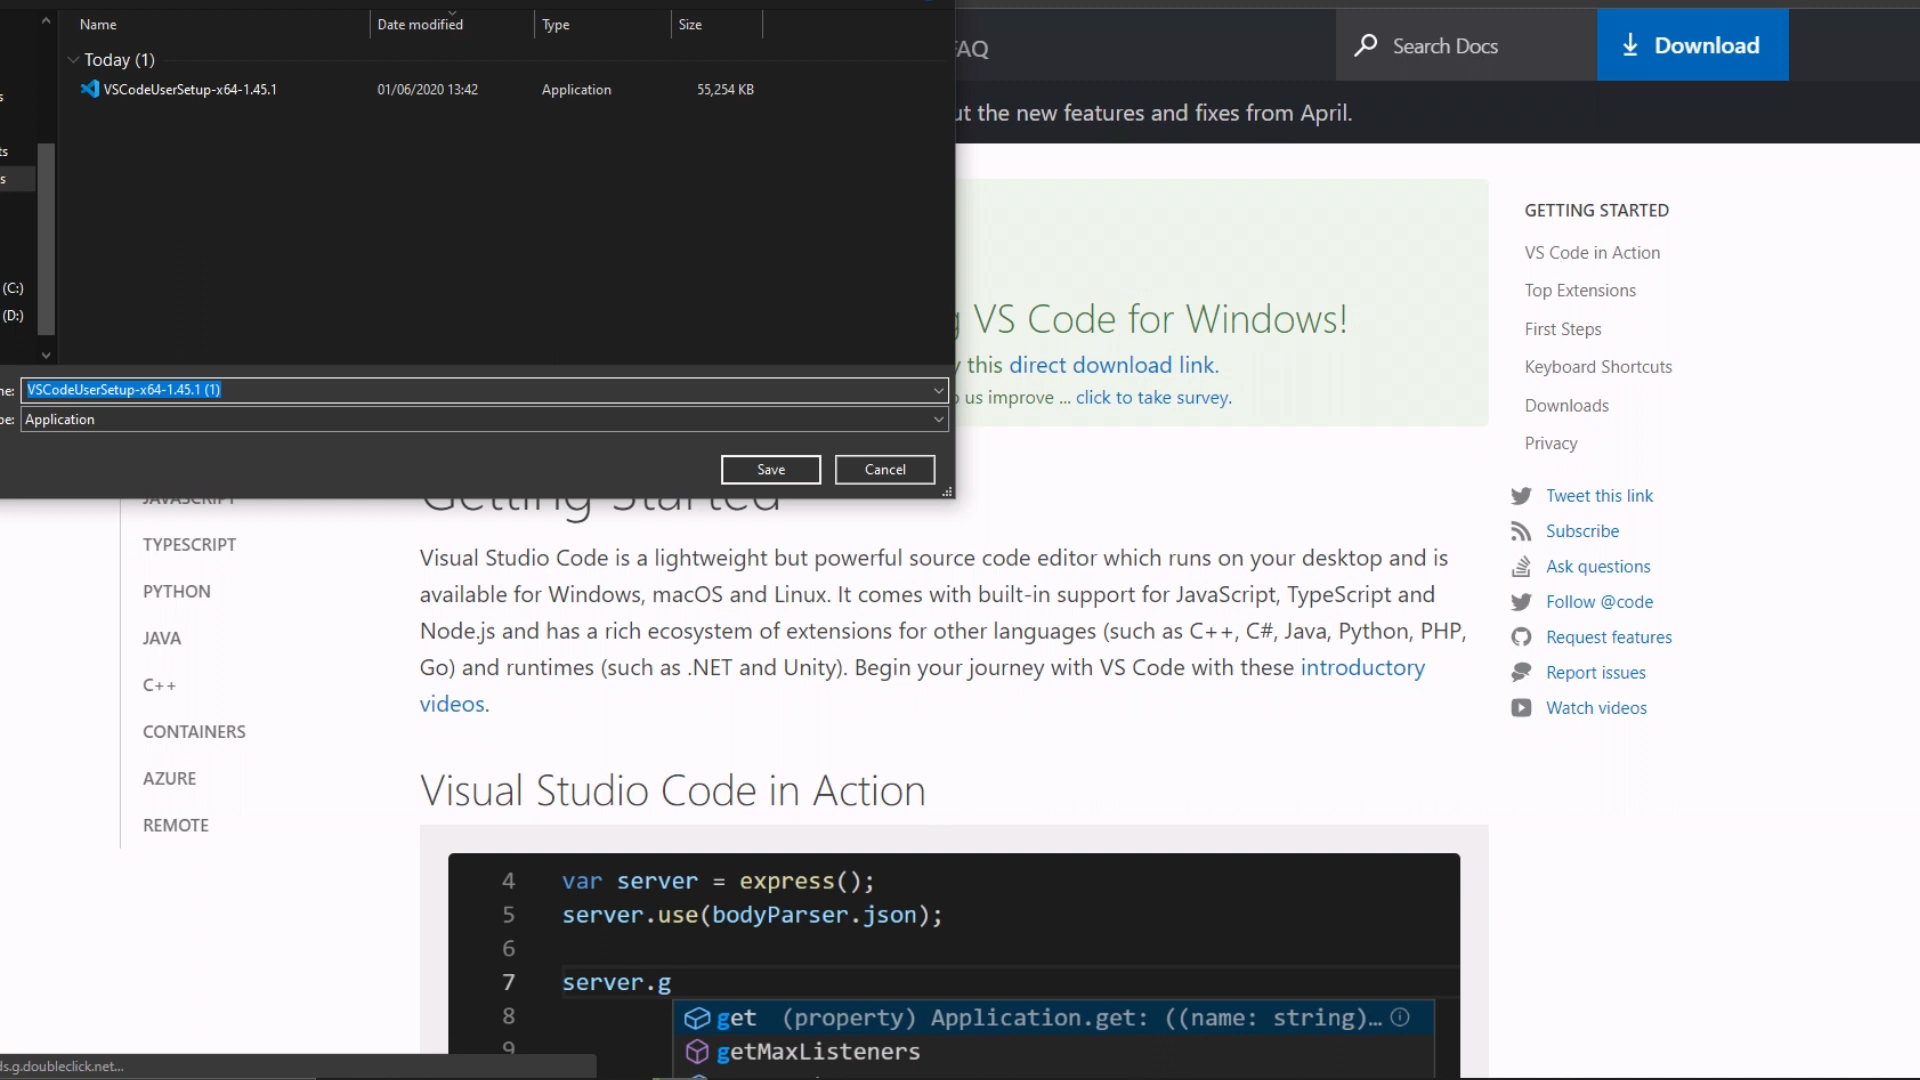 Name Date modified Type Size
Today (1)
VSCodeUserSetup-x64-1.45.1 01/06/2020 13:42 Application 55,254 KB
(C:)
(D:)
VSCodeUserSetup-x64-1.45.1 (1)
Application
Save Cancel
FAQ
Search Docs
Download
the new features and fixes from April.
VS Code for Windows!
this direct download link.
us improve ... click to take survey.
JAVASCRIPT
TYPESCRIPT
PYTHON
JAVA
C++
CONTAINERS
AZURE
REMOTE
Getting Started
Visual Studio Code is a lightweight but powerful source code editor which runs on your desktop and is
available for Windows, macOS and Linux. It comes with built-in support for JavaScript, TypeScript and
Node.js and has a rich ecosystem of extensions for other languages (such as C++, C#, Java, Python, PHP,
Go) and runtimes (such as .NET and Unity). Begin your journey with VS Code with these introductory
videos.
Visual Studio Code in Action
4 var server = express();
5 server.use(bodyParser.json);
6
7 server.g
8 get (property) Application.get: ((name: string)...
9 getMaxListeners
GETTING STARTED
VS Code in Action
Top Extensions
First Steps
Keyboard Shortcuts
Downloads
Privacy
Tweet this link
Subscribe
Ask questions
Follow @code
Request features
Report issues
Watch videos
ds.g.doubleclick.net...